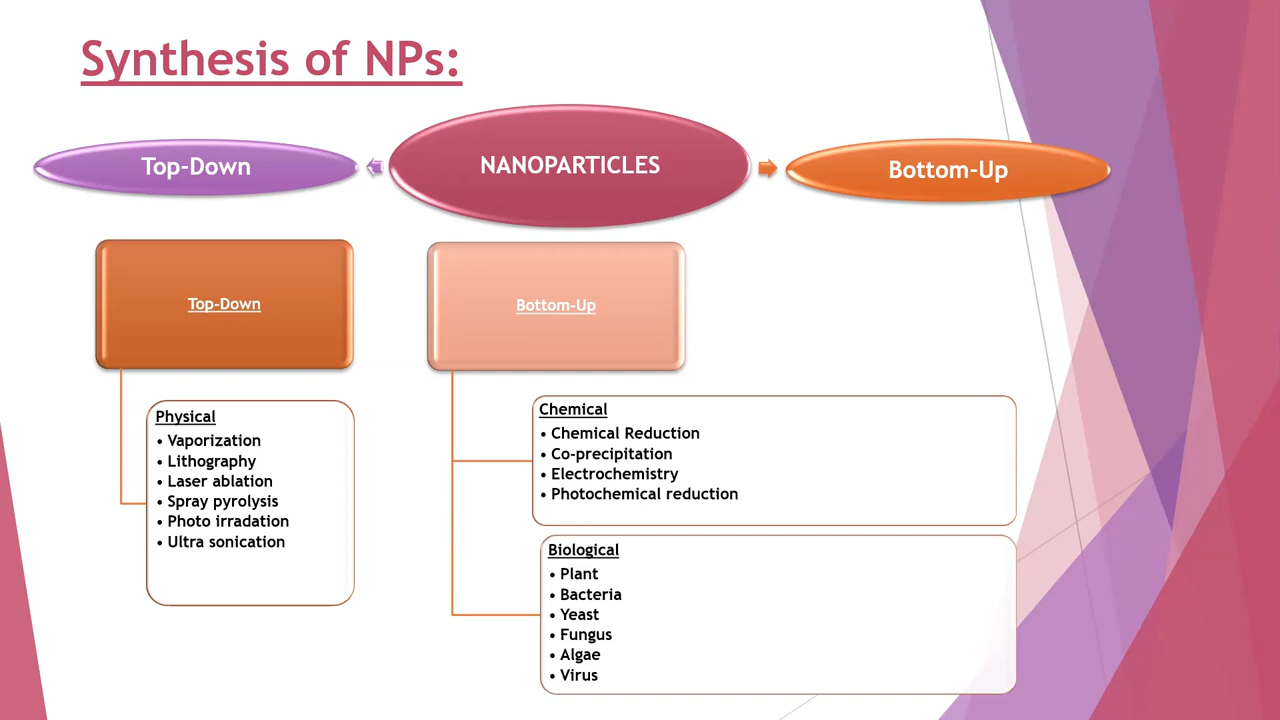 Synthesis of NPs:
Top-Down
NANOPARTICLES
Bottom-Up
Top-Down
Bottom-Up
Physical
• Vaporization
• Lithography
• Laser ablation
• Spray pyrolysis
• Photo irradation
• Ultra sonication
Chemical
• Chemical Reduction
• Co-precipitation
• Electrochemistry
• Photochemical reduction
Biological
• Plant
• Bacteria
• Yeast
• Fungus
• Algae
• Virus